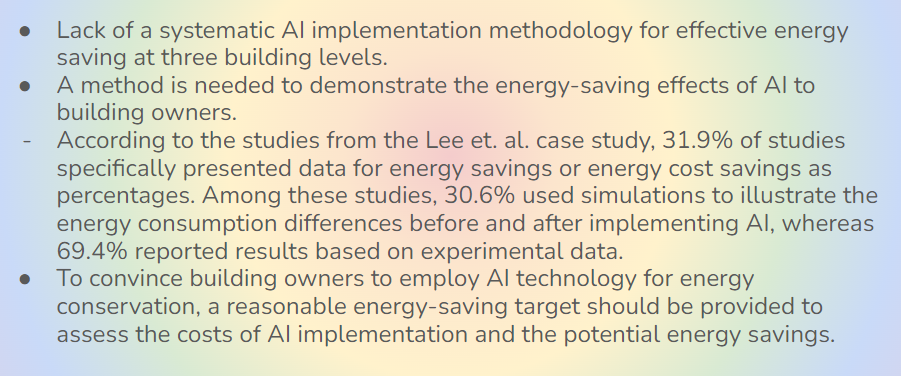 ● Lack of a systematic AI implementation methodology for effective energy
saving at three building levels.
● A method is needed to demonstrate the energy-saving effects of AI to
building owners.
- According to the studies from the Lee et. al. case study, 31.9% of studies
specifically presented data for energy savings or energy cost savings as
percentages. Among these studies, 30.6% used simulations to illustrate the
energy consumption differences before and after implementing AI, whereas
69.4% reported results based on experimental data.
● To convince building owners to employ AI technology for energy
conservation, a reasonable energy-saving target should be provided to
assess the costs of AI implementation and the potential energy savings.